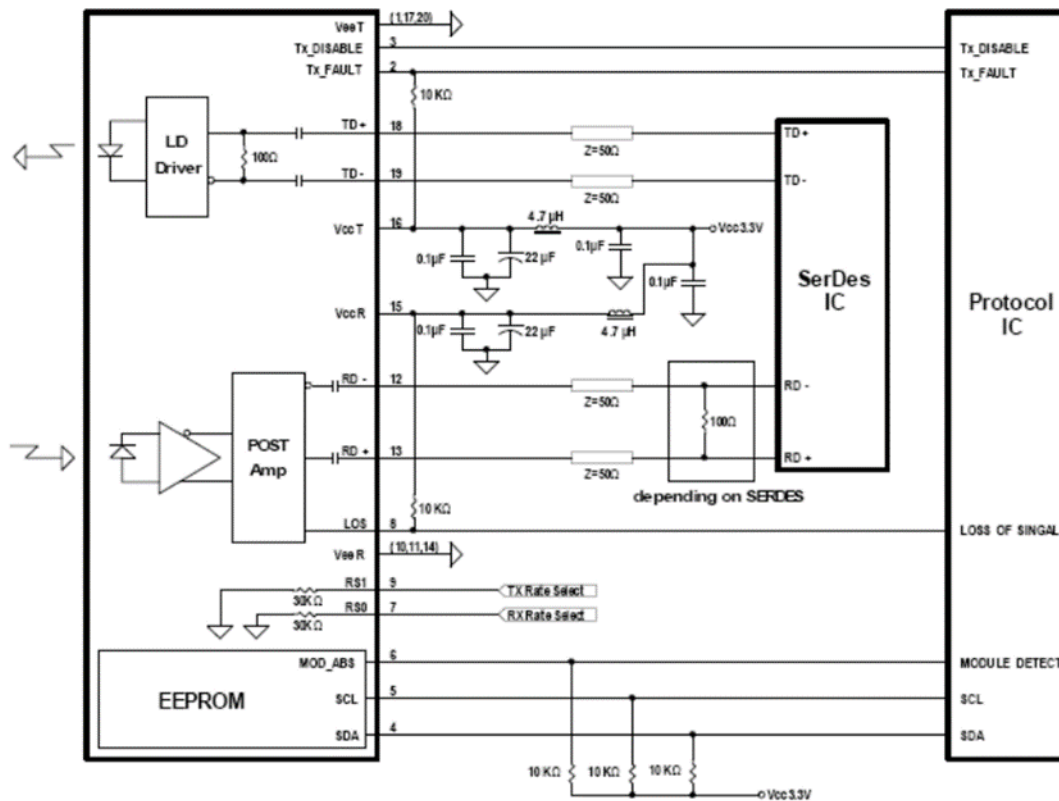 VeeT (1,17,20)
Tx_DISABLE 3 Tx_DISABLE
Tx_FAULT 2 Tx_FAULT
10 KΩ
LD
Driver
100Ω
TD+ 18 TD+
Z=50Ω
TD- 19 TD-
Z=50Ω
VccT 16
4.7 µH
Vcc3.3V
0.1µF
22 µF
0.1µF
0.1µF
SerDes
IC
Protocol
IC
VccR 15
0.1µF
22 µF
4.7 µH
RD - 12 RD -
Z=50Ω
100Ω
POST
Amp
RD + 13 RD +
Z=50Ω
depending on SERDES
10 KΩ
LOS 8 LOSS OF SINGAL
VeeR (10,11,14)
RS1 9 TX Rate Select
30KΩ
RS0 7 RX Rate Select
30KΩ
MOD_ABS 6 MODULE DETECT
EEPROM
SCL 5 SCL
SDA 4 SDA
10 KΩ 10 KΩ 10 KΩ
Vcc3.3V